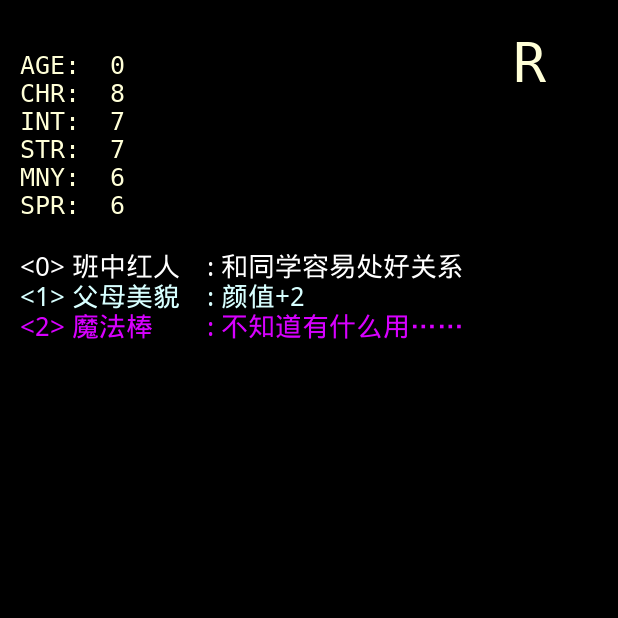 R
AGE: 0
CHR: 8
INT: 7
STR: 7
MNY: 6
SPR: 6
<0> 班中红人 : 和同学容易处好关系
<1> 父母美貌 : 颜值+2
<2> 魔法棒 : 不知道有什么用……